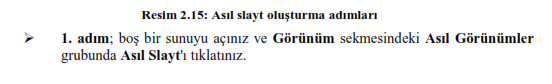 Resim 2.15: Asıl slayt oluşturma adımları
➢ 1. adım; boş bir sunuyu açınız ve Görünüm sekmesindeki Asıl Görünümler
grubunda Asıl Slayt'ı tıklatınız.